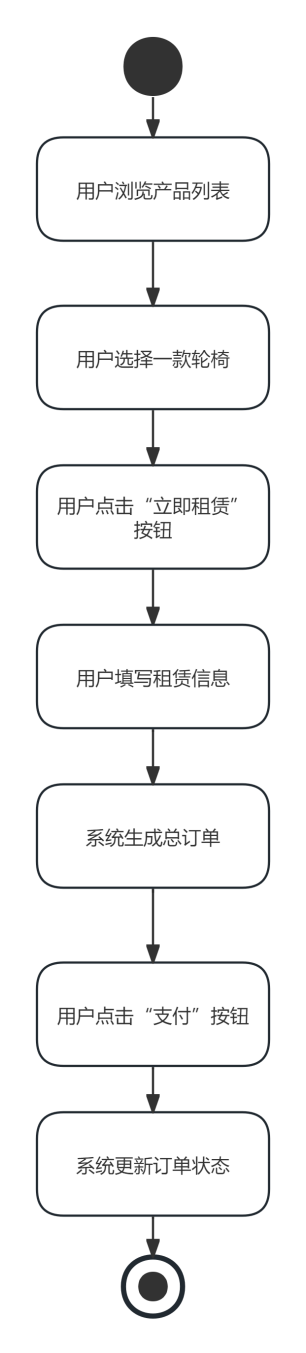 用户浏览产品列表
用户选择一款轮椅
用户点击“立即租赁”
按钮
用户填写租赁信息
系统生成总订单
用户点击“支付”按钮
系统更新订单状态